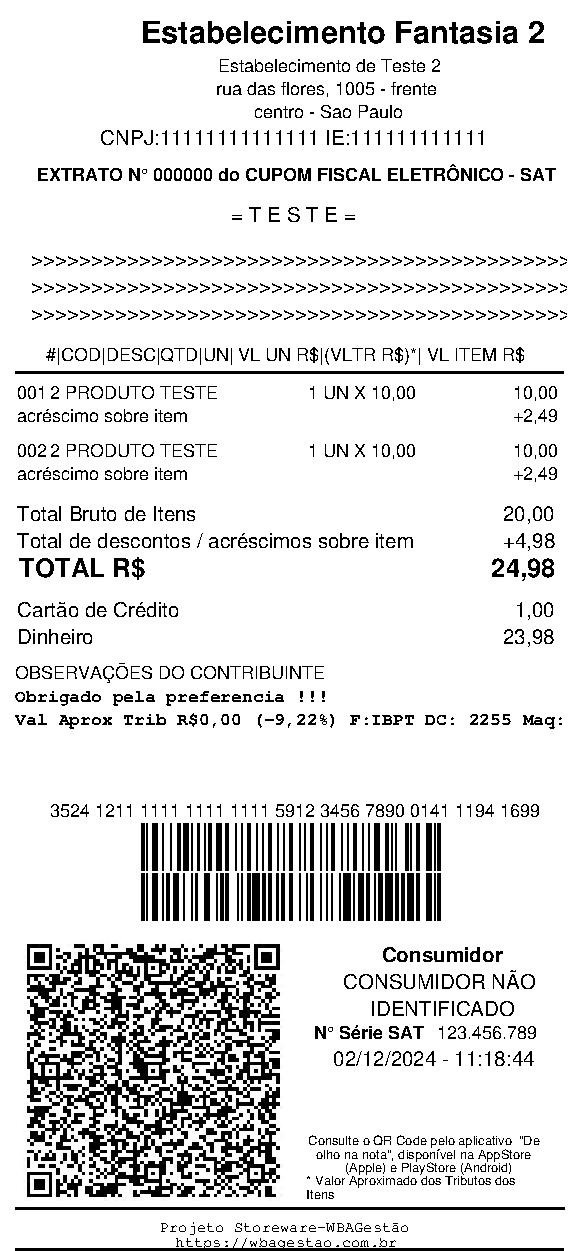 Estabelecimento Fantasia 2
Estabelecimento de Teste 2
rua das flores, 1005 - frente
centro - Sao Paulo
CNPJ:11111111111111 IE:111111111111
EXTRATO N° 000000 do CUPOM FISCAL ELETRÔNICO - SAT
= T E S T E =
>>>>>>>>>>>>>>>>>>>>>>>>>>>>>>>>>>>>>>>>>>>>>
>>>>>>>>>>>>>>>>>>>>>>>>>>>>>>>>>>>>>>>>>>>>>
>>>>>>>>>>>>>>>>>>>>>>>>>>>>>>>>>>>>>>>>>>>>>
#|COD|DESC|QTD|UN| VL UN R$|(VLTR R$)*| VL ITEM R$
001 2 PRODUTO TESTE 1 UN X 10,00 10,00
acréscimo sobre item +2,49
002 2 PRODUTO TESTE 1 UN X 10,00 10,00
acréscimo sobre item +2,49
Total Bruto de Itens 20,00
Total de descontos / acréscimos sobre item +4,98
TOTAL R$ 24,98
Cartão de Crédito 1,00
Dinheiro 23,98
OBSERVAÇÕES DO CONTRIBUINTE
Obrigado pela preferencia !!!
Val Aprox Trib R$0,00 (-9,22%) F:IBPT DC: 2255 Maq:
3524 1211 1111 1111 1111 5912 3456 7890 0141 1194 1699
Consumidor
CONSUMIDOR NÃO
IDENTIFICADO
N° Série SAT 123.456.789
02/12/2024 - 11:18:44
Consulte o QR Code pelo aplicativo "De
olho na nota", disponível na AppStore
(Apple) e PlayStore (Android)
* Valor Aproximado dos Tributos dos
Itens
Projeto Storeware-WBAGestão
https://wbagestao.com.br